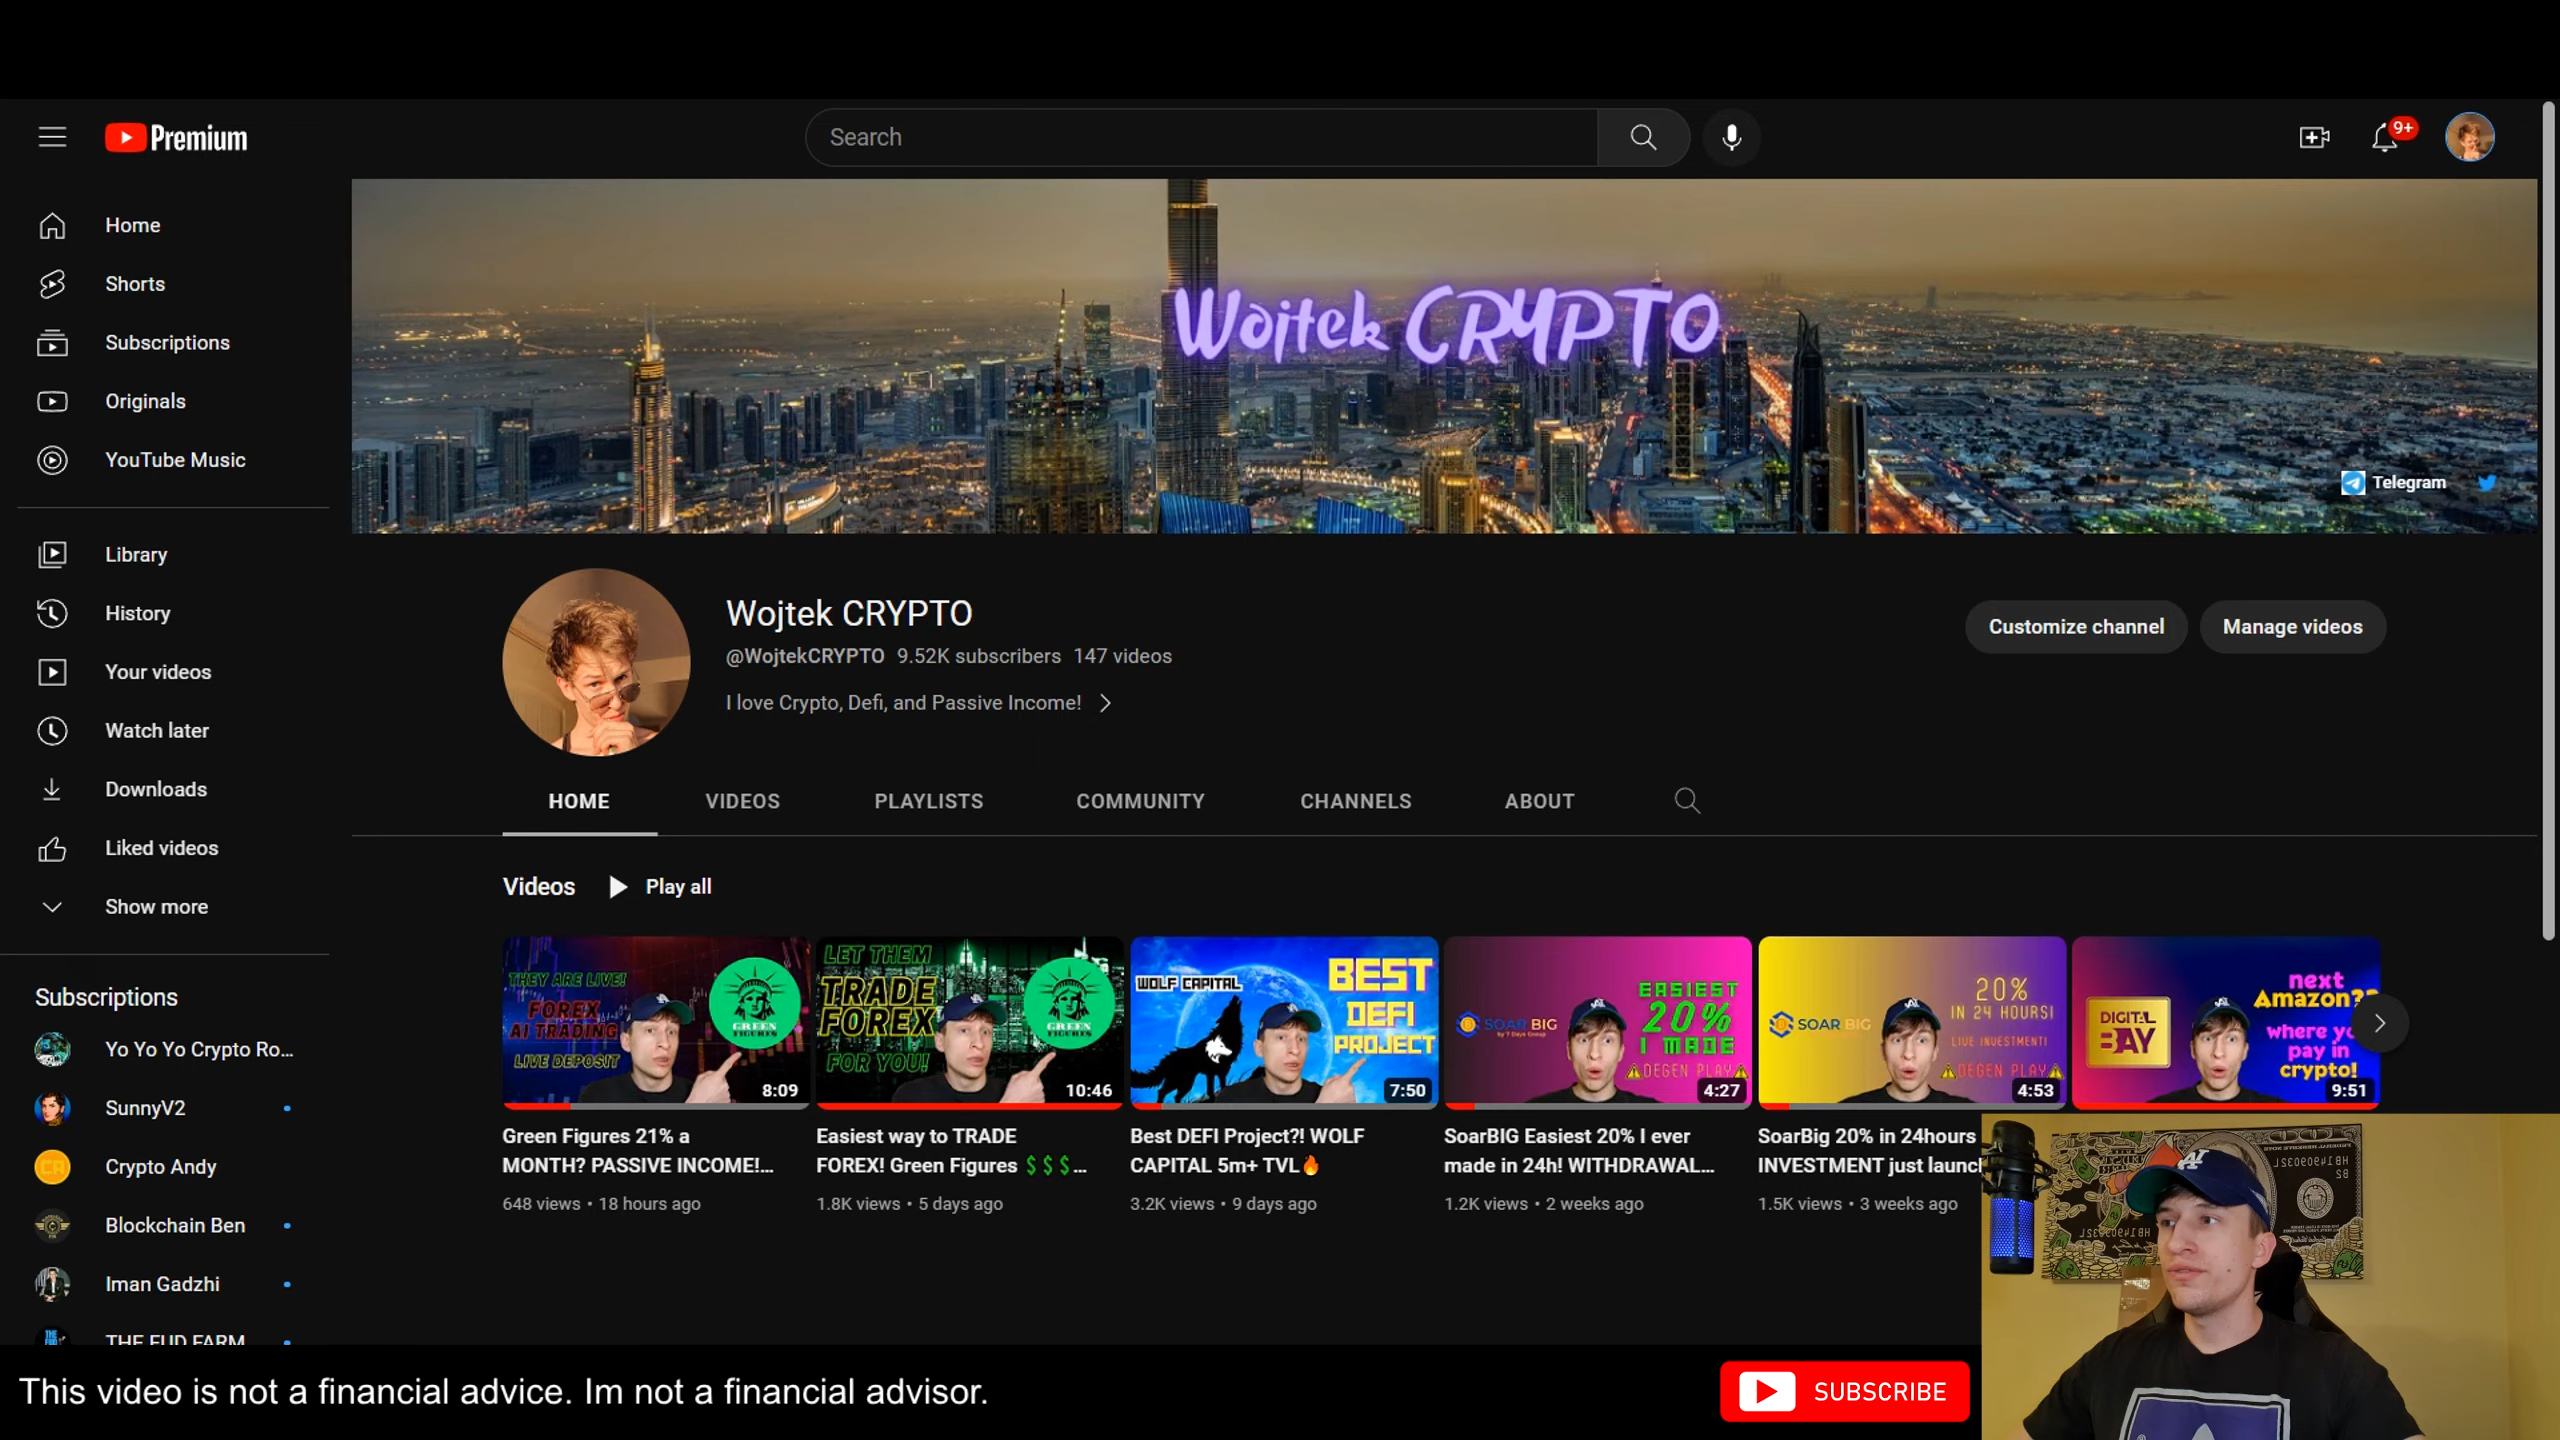 Premium
Search
9+
Home
Shorts
Subscriptions
Originals
YouTube Music
Library
History
Your videos
Watch later
Downloads
Liked videos
Show more
Subscriptions
Yo Yo Yo Crypto Ro...
SunnyV2
Crypto Andy
Blockchain Ben
Iman Gadzhi
THE FUD FARM
Wojtek CRYPTO
Telegram
Wojtek CRYPTO
@WojtekCRYPTO 9.52K subscribers 147 videos
I love Crypto, Defi, and Passive Income!
Customize channel
Manage videos
HOME
VIDEOS
PLAYLISTS
COMMUNITY
CHANNELS
ABOUT
Videos
Play all
THEY ARE LIVE!
FOREX
AI TRADING
LIVE DEPOSIT
GREEN
FIGURES
8:09
Green Figures 21% a
MONTH? PASSIVE INCOME!...
648 views • 18 hours ago
LET THEM
TRADE
FOREX
FOR YOU!
GREEN
FIGURES
10:46
Easiest way to TRADE
FOREX! Green Figures $$$...
1.8K views • 5 days ago
WOLF CAPITAL
BEST
DEFI
PROJECT
7:50
Best DEFI Project?! WOLF
CAPITAL 5m+ TVL🔥
3.2K views • 9 days ago
SOAR BIG
by 7 Days Group
EASIEST
20%
I MADE
⚠DEGEN PLAY⚠
4:27
SoarBIG Easiest 20% I ever
made in 24h! WITHDRAWAL...
1.2K views • 2 weeks ago
SOAR BIG
20%
IN 24 HOURS!
LIVE INVESTMENT!
⚠DEGEN PLAY⚠
4:53
SoarBig 20% in 24hours
INVESTMENT just launc
1.5K views • 3 weeks ago
DIGITAL
BAY
next
Amazon??
where yo
pay in
crypto!
9:51
This video is not a financial advice. Im not a financial advisor.
SUBSCRIBE